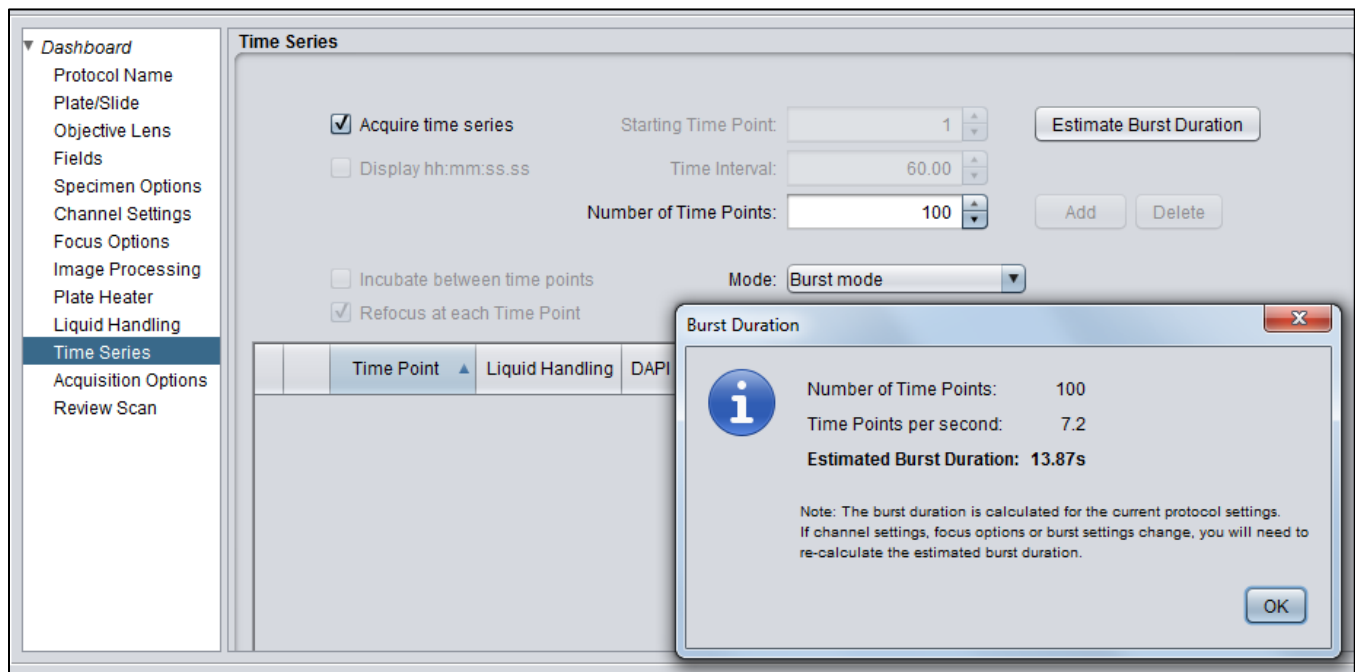 Dashboard
Protocol Name
Plate/Slide
Objective Lens
Fields
Specimen Options
Channel Settings
Focus Options
Image Processing
Plate Heater
Liquid Handling
Time Series
Acquisition Options
Review Scan
Time Series
Acquire time series
Starting Time Point: 1
Estimate Burst Duration
Display hh:mm:ss.ss
Time Interval: 60.00
Number of Time Points: 100
Add Delete
Incubate between time points
Mode: Burst mode
Refocus at each Time Point
Time Point Liquid Handling DAPI
Burst Duration
Number of Time Points: 100
Time Points per second: 7.2
Estimated Burst Duration: 13.87s
Note: The burst duration is calculated for the current protocol settings.
If channel settings, focus options or burst settings change, you will need to
re-calculate the estimated burst duration.
OK